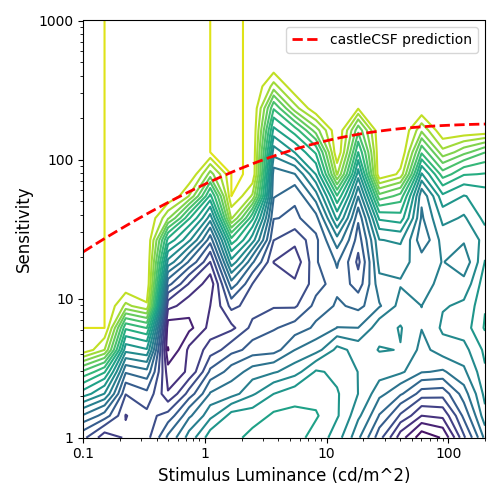 1000
castleCSF prediction
100
Sensitivity
10
1
0.1 1 10 100
Stimulus Luminance (cd/m^2)